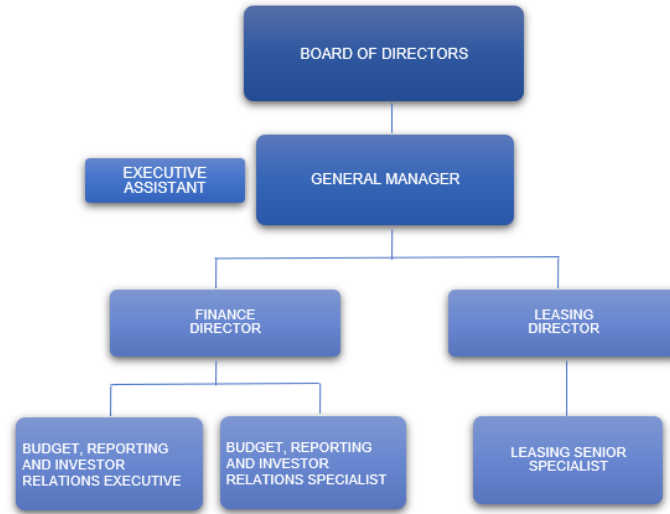 BOARD OF DIRECTORS
EXECUTIVE
ASSISTANT
GENERAL MANAGER
FINANCE
DIRECTOR
LEASING
DIRECTOR
BUDGET, REPORTING
AND INVESTOR
RELATIONS EXECUTIVE
BUDGET, REPORTING
AND INVESTOR
RELATIONS SPECIALIST
LEASING SENIOR
SPECIALIST